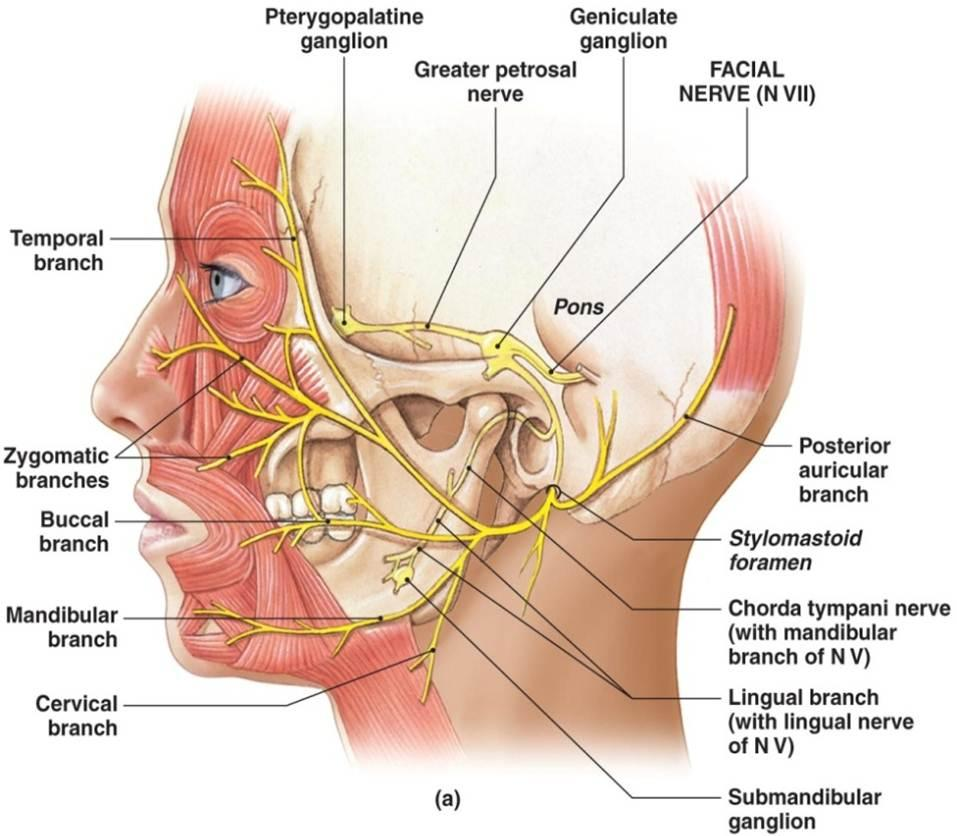 Pterygopalatine
ganglion
Geniculate
ganglion
Greater petrosal
nerve
FACIAL
NERVE (N VII)
Temporal
branch
Pons
Zygomatic
branches
Posterior
auricular
branch
Buccal
branch
Stylomastoid
foramen
Mandibular
branch
Chorda tympani nerve
(with mandibular
branch of N V)
Cervical
branch
Lingual branch
(with lingual nerve
of N V)
(a)
Submandibular
ganglion